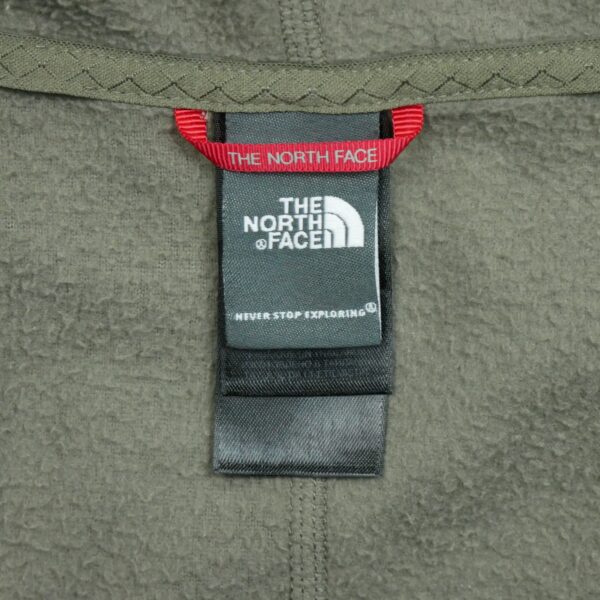 THE NORTH FACE
THE
NORTH
FACE
NEVER STOP EXPLORING